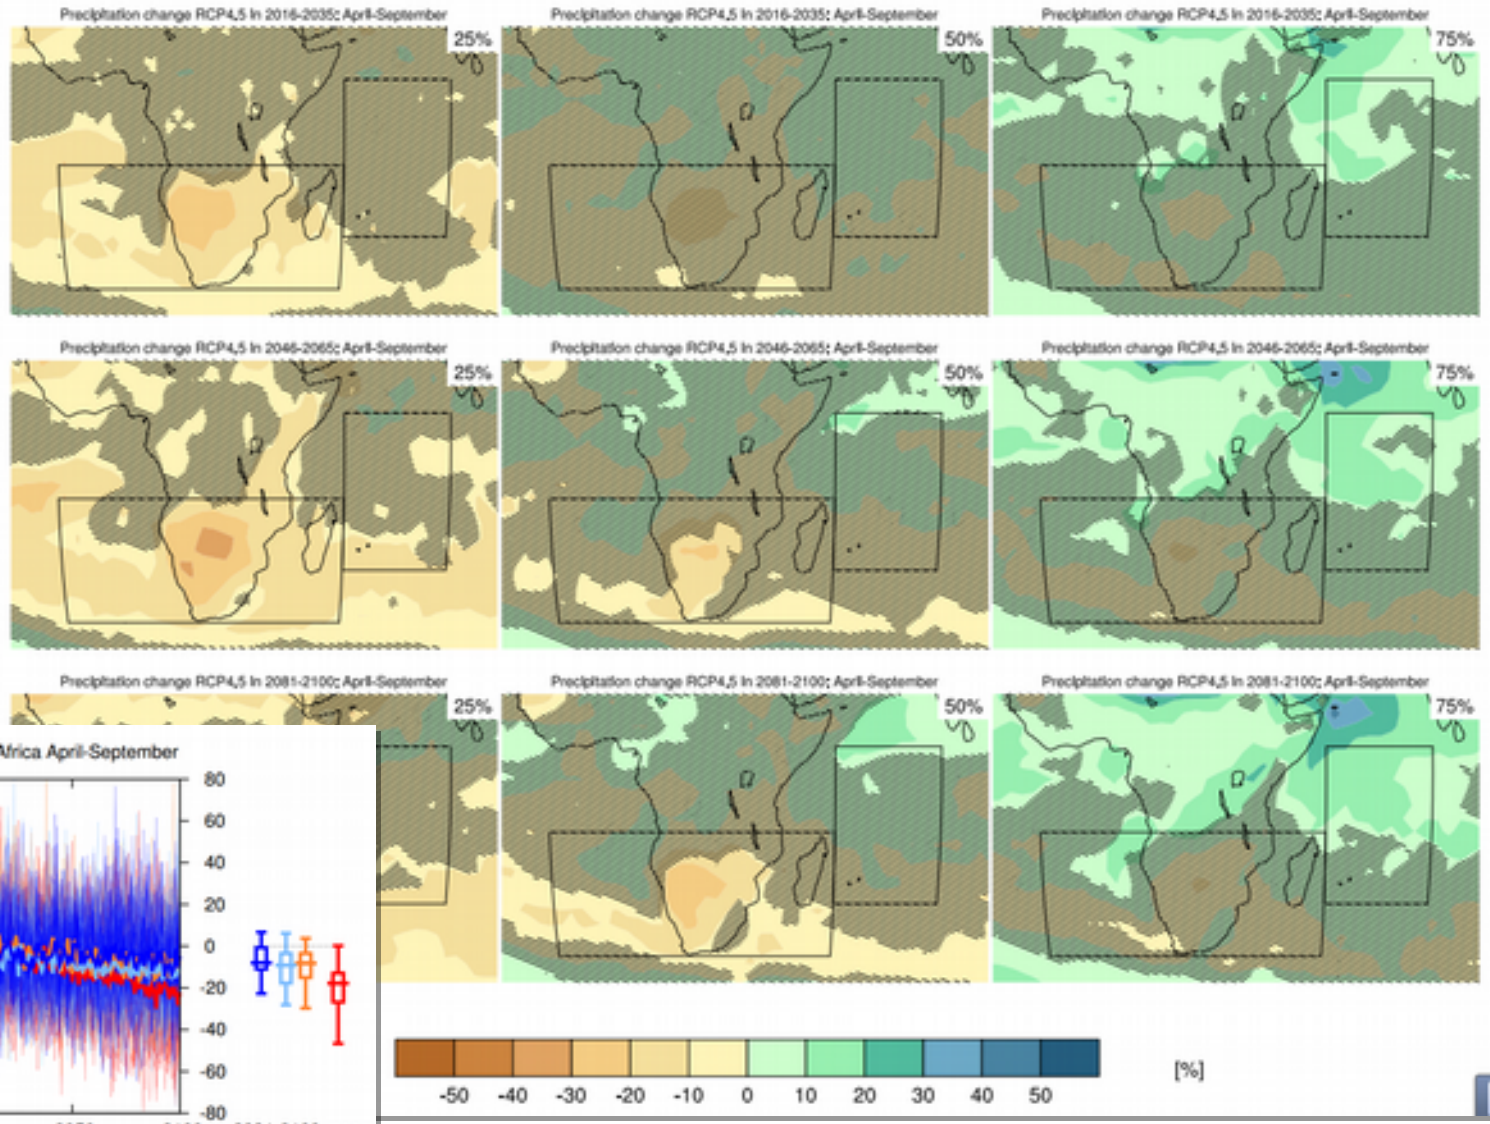 Precipitation change RCP4.5 in 2016-2035: April-September
25%
Precipitation change RCP4.5 in 2016-2035: April-September
50%
Precipitation change RCP4.5 in 2016-2035: April-September
75%
Precipitation change RCP4.5 in 2046-2065: April-September
25%
Precipitation change RCP4.5 in 2046-2065: April-September
50%
Precipitation change RCP4.5 in 2046-2065: April-September
75%
Precipitation change RCP4.5 in 2081-2100: April-September
25%
Precipitation change RCP4.5 in 2081-2100: April-September
50%
Precipitation change RCP4.5 in 2081-2100: April-September
75%
Africa April-September
80
60
40
20
0
-20
-40
-60
-80
-50 -40 -30 -20 -10 0 10 20 30 40 50
[%]